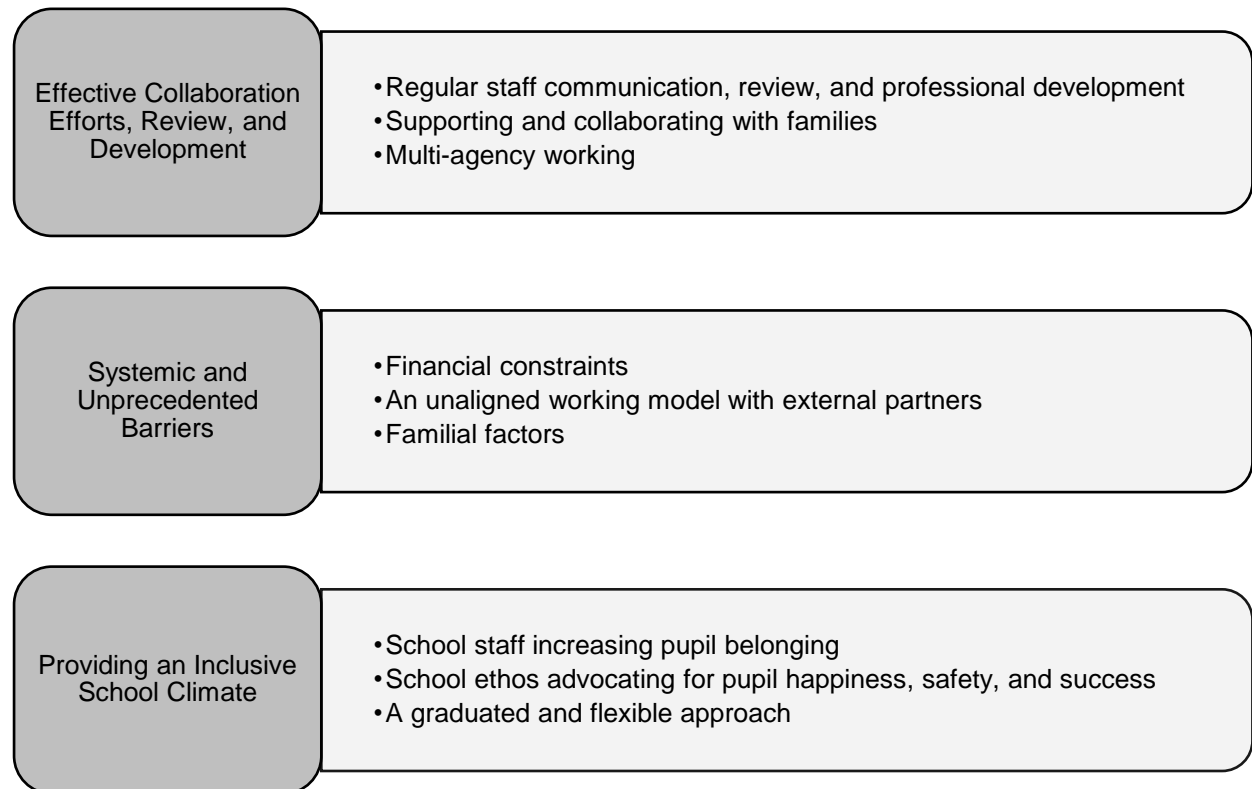 Effective Collaboration
Efforts, Review, and
Development
•Regular staff communication, review, and professional development
•Supporting and collaborating with families
•Multi-agency working
Systemic and
Unprecedented
Barriers
•Financial constraints
•An unaligned working model with external partners
•Familial factors
Providing an Inclusive
School Climate
•School staff increasing pupil belonging
•School ethos advocating for pupil happiness, safety, and success
•A graduated and flexible approach